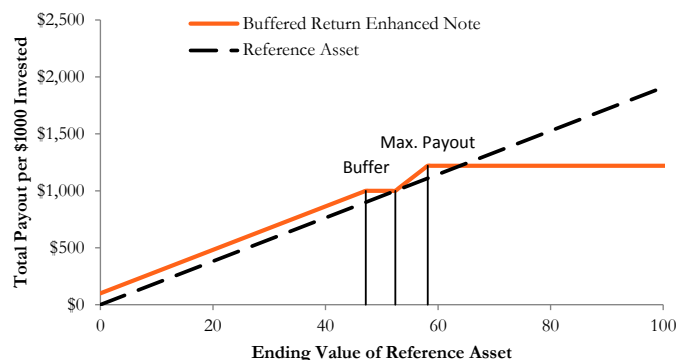 $2,500
Buffered Return Enhanced Note
Reference Asset
$2,000
$1,500
Max. Payout
Buffer
$1,000
$500
$0
0 20 40 60 80 100
Total Payout per $1000 Invested
Ending Value of Reference Asset